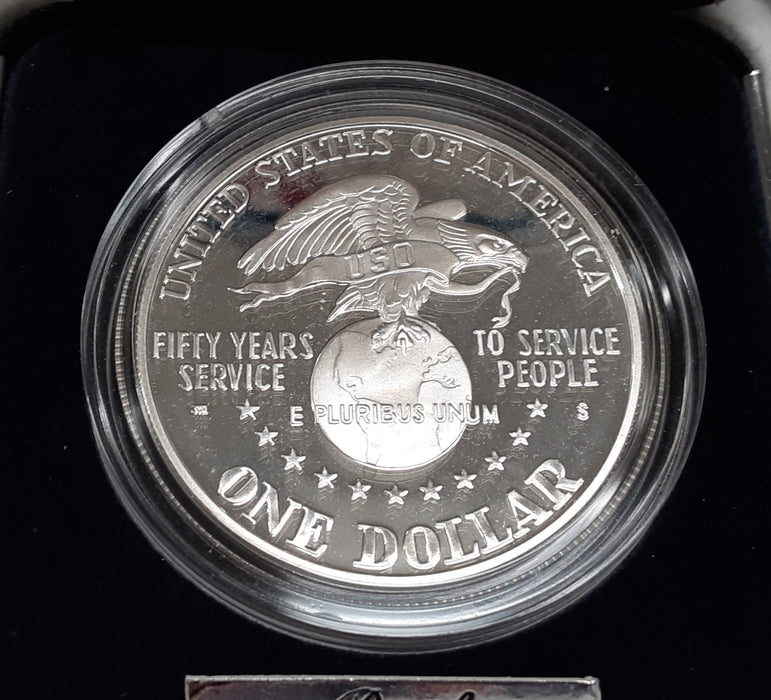 UNITED STATES OF AMERICA
USO
FIFTY YEARS
SERVICE
TO SERVICE
PEOPLE
E PLURIBUS UNUM
S
ONE DOLLAR